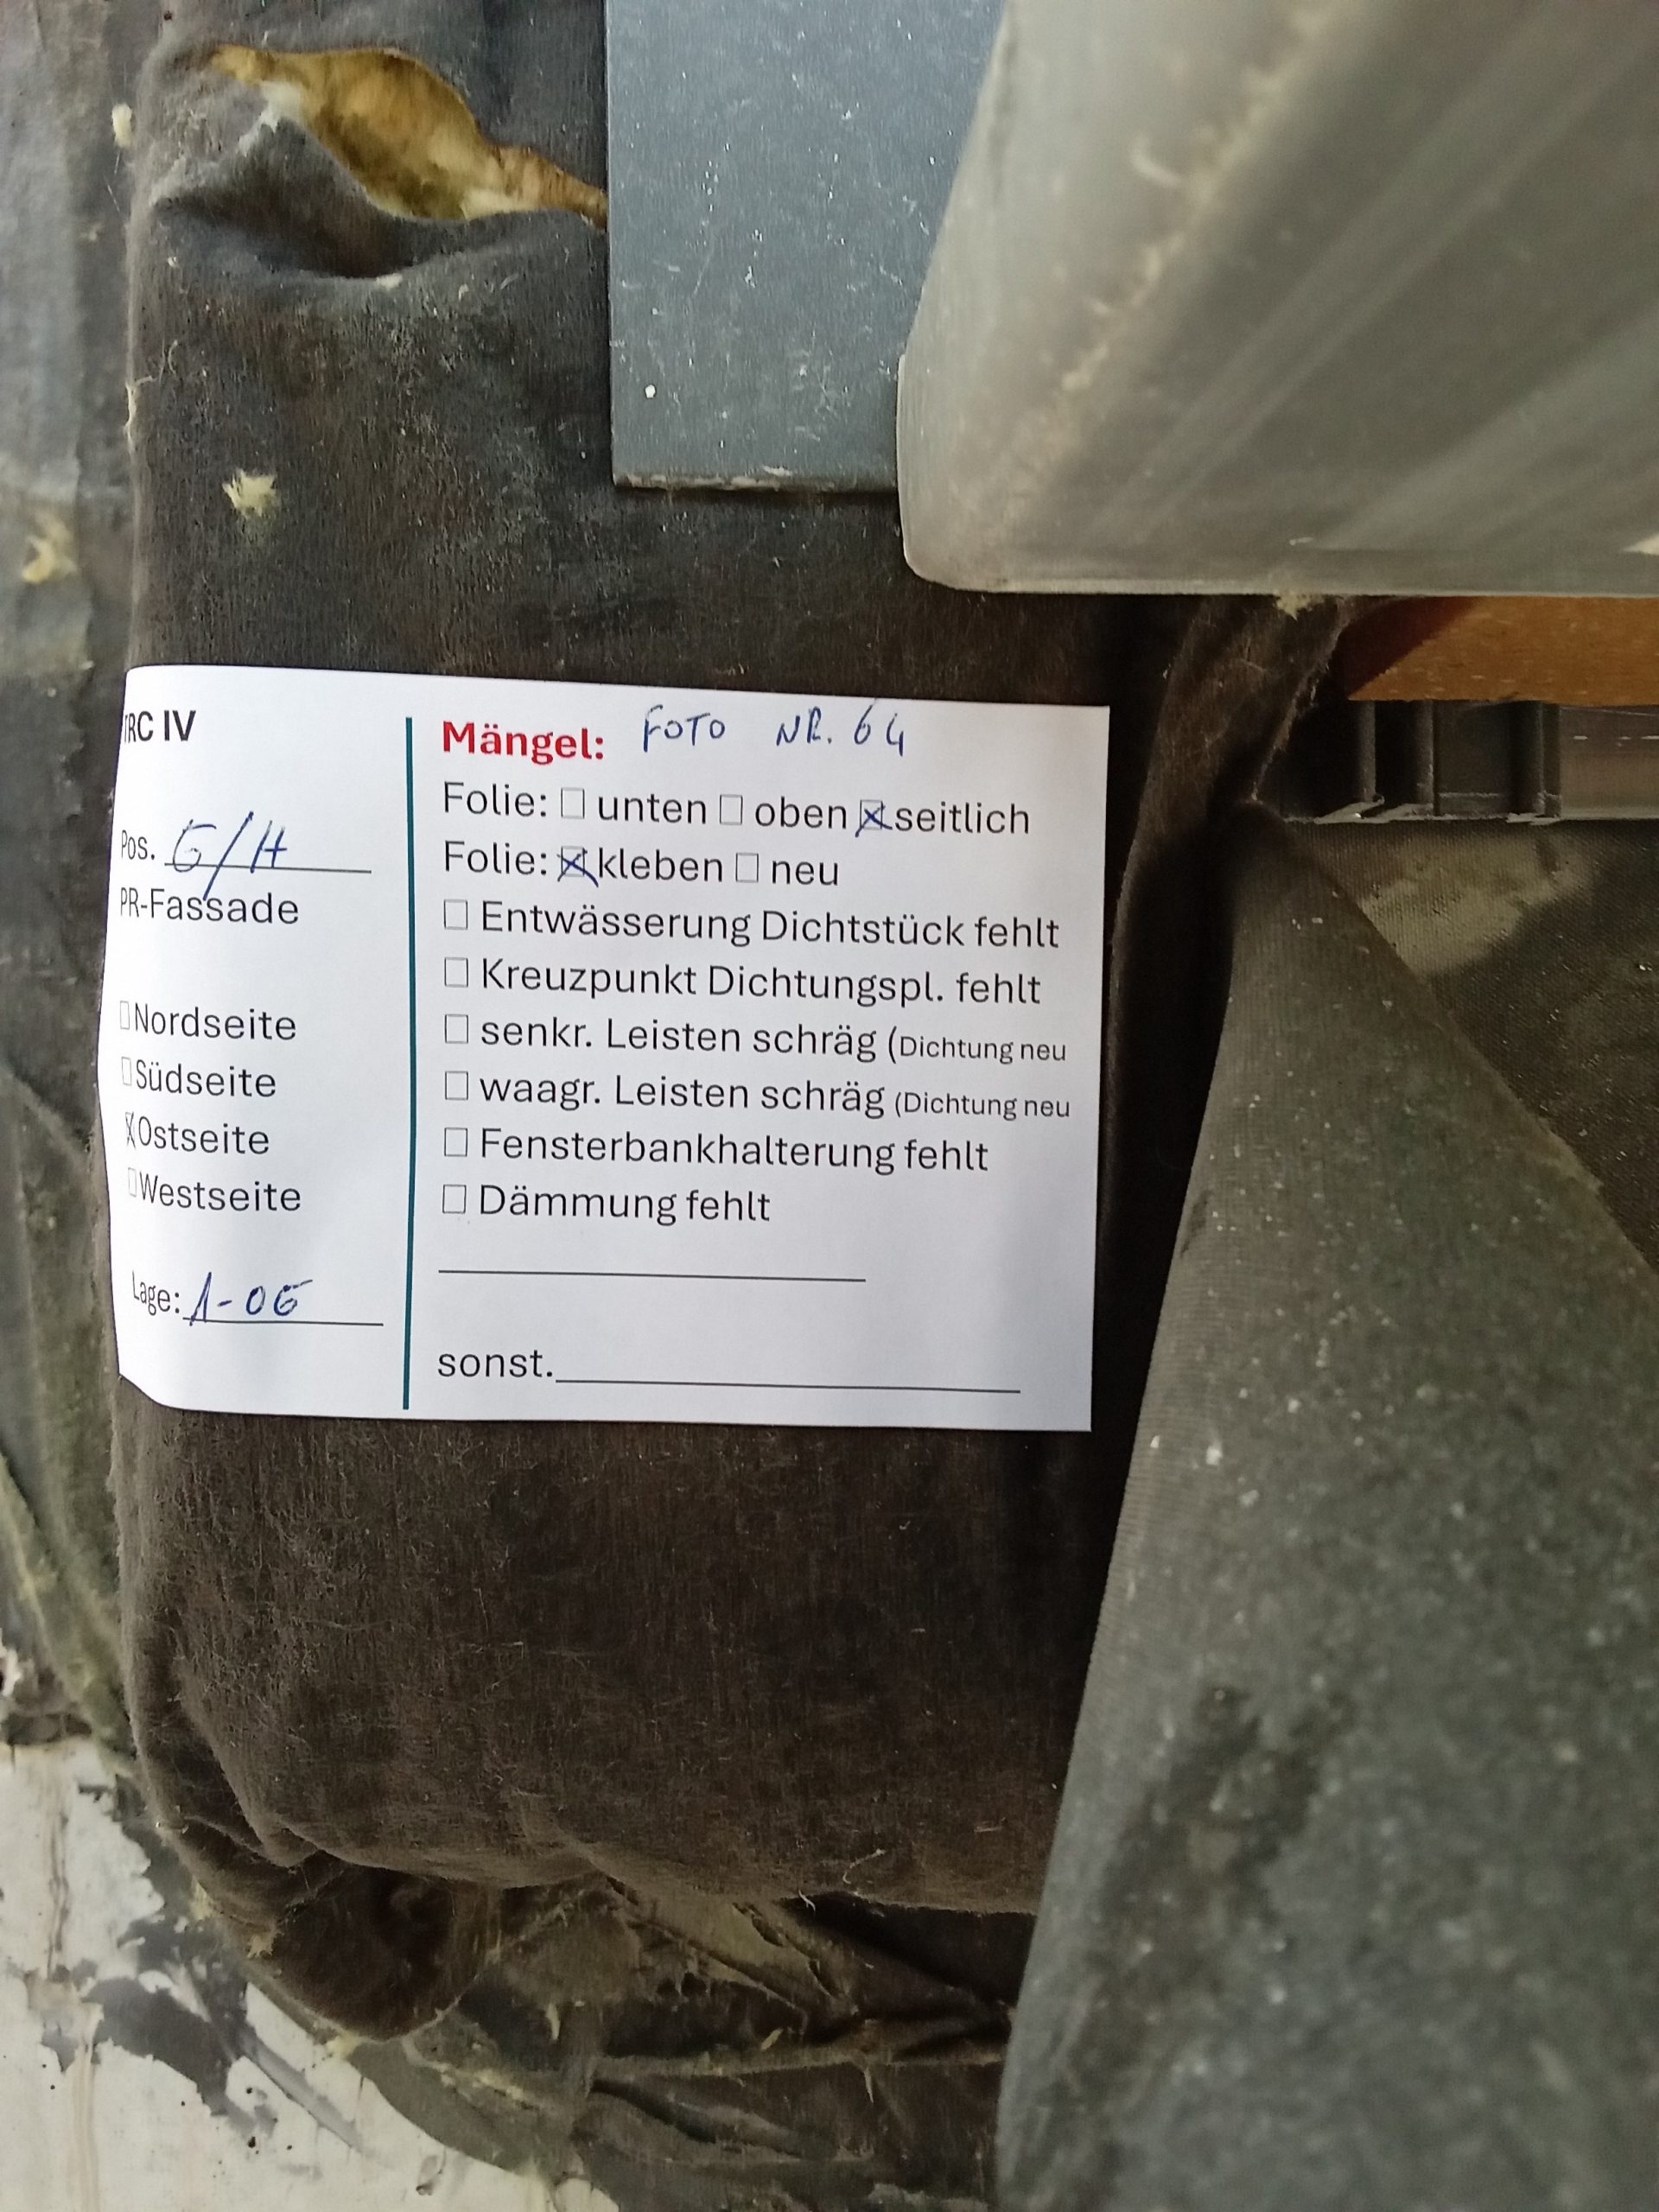 TRC IV
Pos. G/H
PR-Fassade
☐ Nordseite
☐ Südseite
☒ Ostseite
☐ Westseite
Lage: 1-OG
Mängel: FOTO NR. 64
Folie: ☐ unten ☐ oben ☒ seitlich
Folie: ☒ kleben ☐ neu
☐ Entwässerung Dichtstück fehlt
☐ Kreuzpunkt Dichtungspl. fehlt
☐ senkr. Leisten schräg (Dichtung neu
☐ waagr. Leisten schräg (Dichtung neu
☐ Fensterbankhalterung fehlt
☐ Dämmung fehlt
sonst.